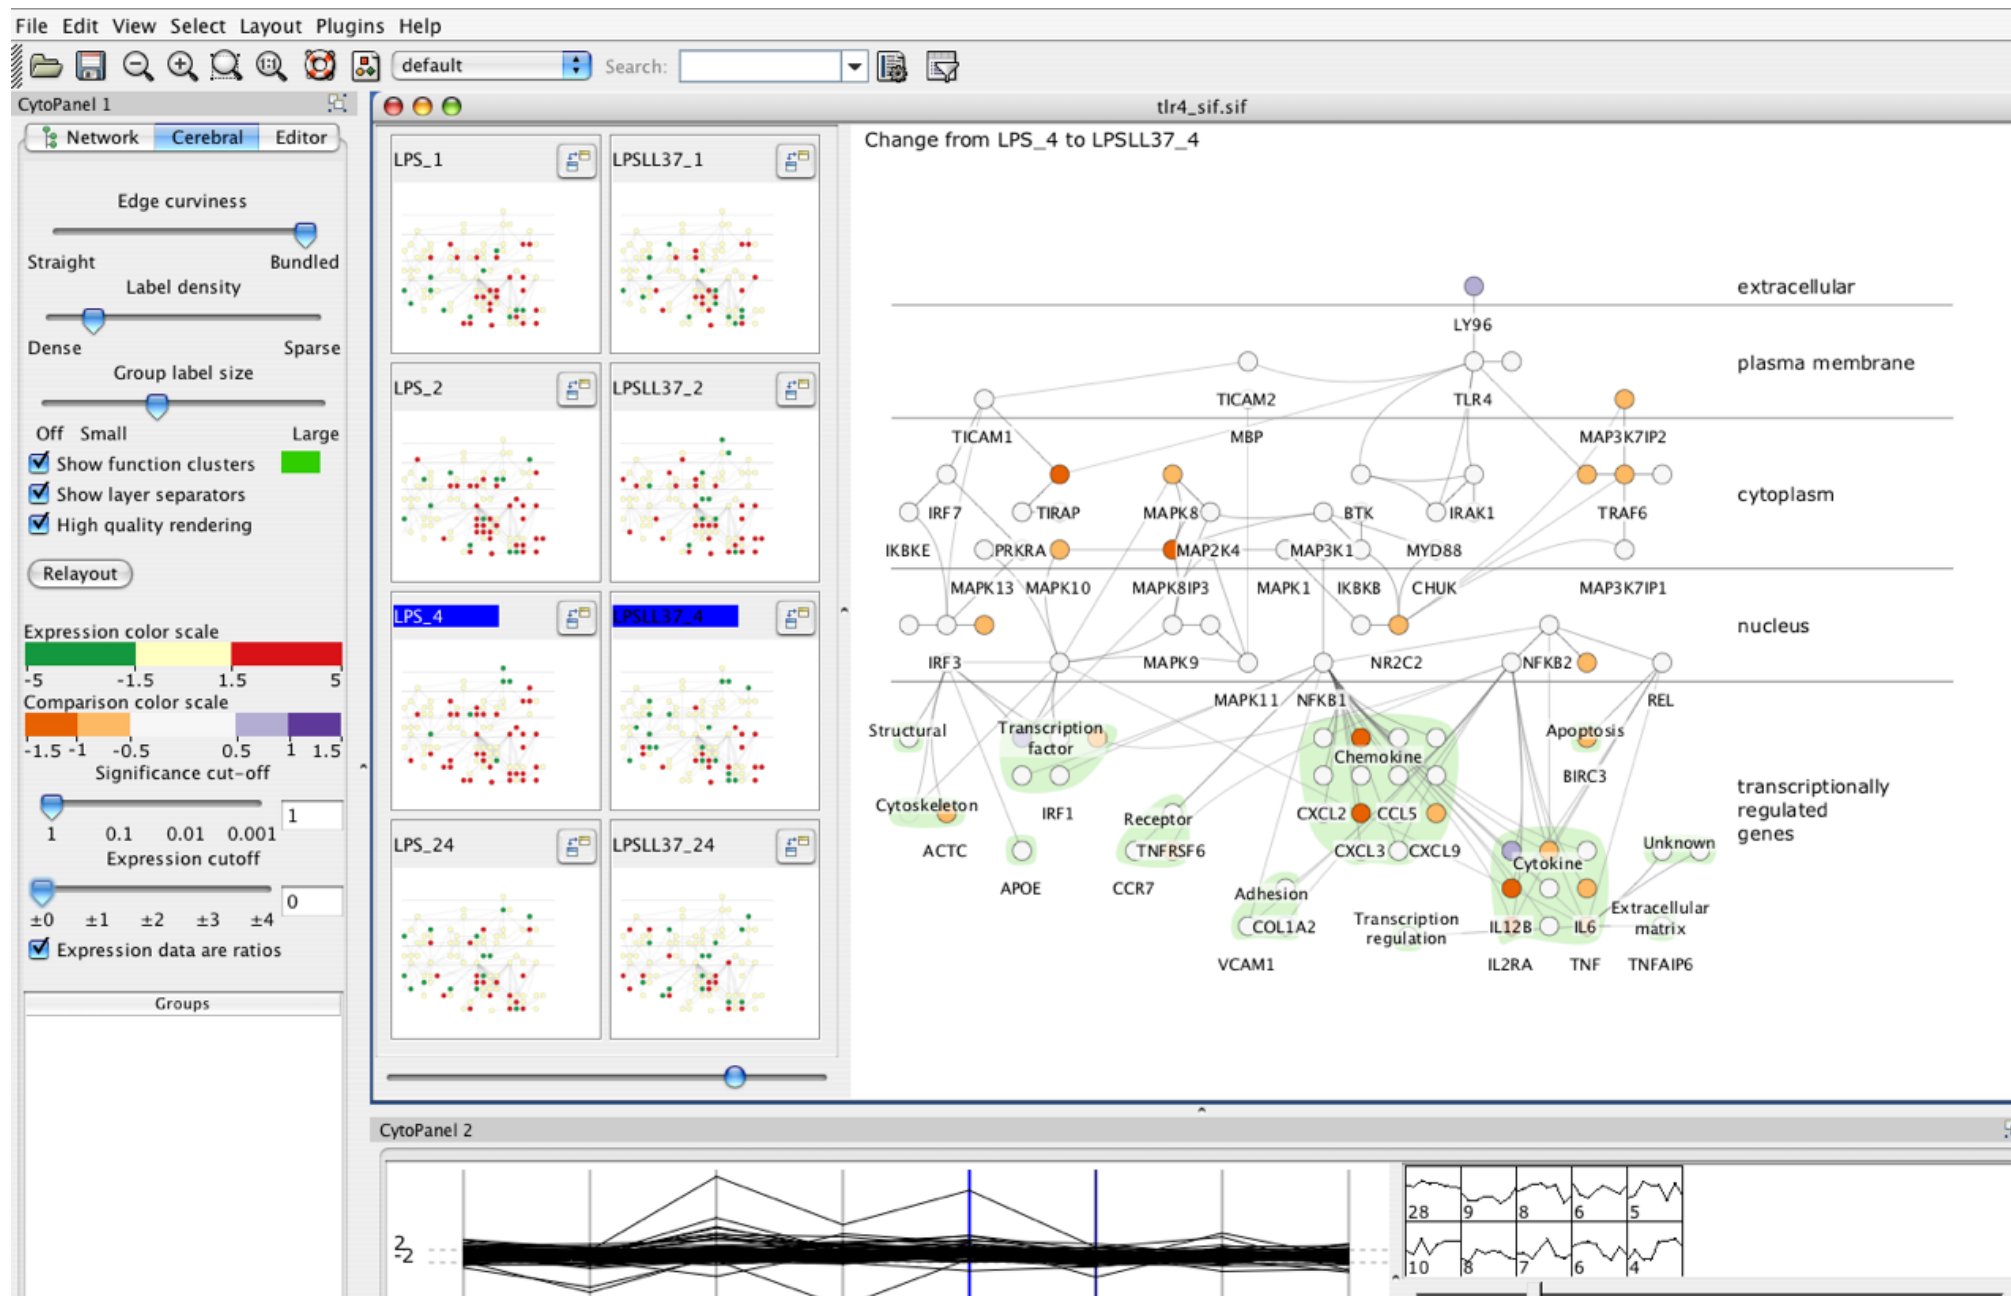 File Edit View Select Layout Plugins Help
default Search:
CytoPanel 1
tlr4_sif.sif
Network Cerebral Editor
Edge curviness
Straight Bundled
Label density
Dense Sparse
Group label size
Off Small Large
Show function clusters
Show layer separators
High quality rendering
Relayout
Expression color scale
-5 -1.5 1.5 5
Comparison color scale
-1.5 -1 -0.5 0.5 1 1.5
Significance cut-off
1
1 0.1 0.01 0.001
Expression cutoff
0
±0 ±1 ±2 ±3 ±4
Expression data are ratios
Groups
LPS_1 LPSLL37_1
LPS_2 LPSLL37_2
LPS_4 LPSLL37_4
LPS_24 LPSLL37_24
Change from LPS_4 to LPSLL37_4
extracellular
LY96
plasma membrane
TICAM2 TLR4
TICAM1 MBP MAP3K7IP2
cytoplasm
IRF7 TIRAP MAPK8 BTK IRAK1 TRAF6
IKBKE PRKRA MAP2K4 MAP3K1 MYD88
MAPK13 MAPK10 MAPK8IP3 MAPK1 IKBKB CHUK MAP3K7IP1
nucleus
IRF3 MAPK9 NR2C2 NFKB2
MAPK11 NFKB1 REL
Structural Transcription factor Apoptosis
Chemokine
BIRC3
transcriptionally regulated genes
Cytoskeleton IRF1 Receptor CXCL2 CCL5
ACTC TNFRSF6 CXCL3 CXCL9 Unknown
Cytokine
APOE CCR7 Adhesion
Extracellular matrix
COL1A2 Transcription regulation IL12B IL6
VCAM1 IL2RA TNF TNFAIP6
CytoPanel 2
2
-2
28 9 8 6 5
10 8 7 6 4